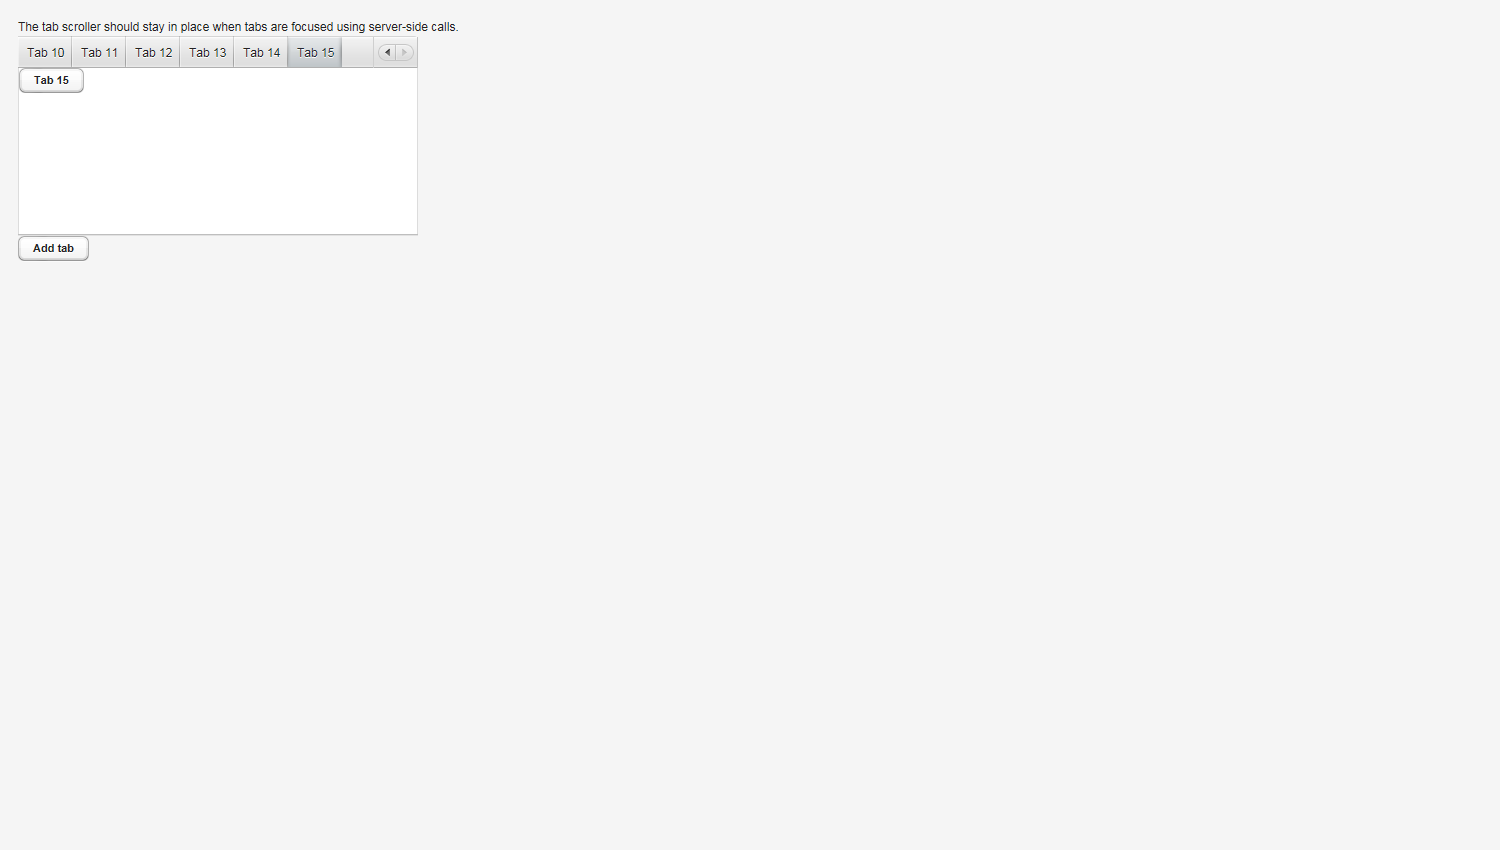 The tab scroller should stay in place when tabs are focused using server-side calls.
Tab 10 Tab 11 Tab 12 Tab 13 Tab 14 Tab 15
Tab 15
Add tab